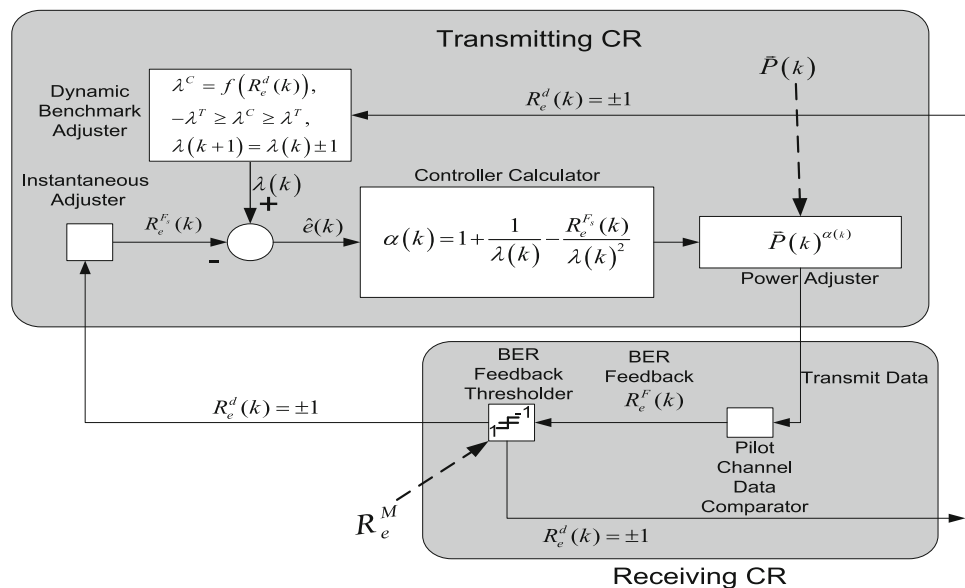 Transmitting CR
Dynamic
Benchmark
Adjuster
λ^C = f(R_e^d(k)),
-λ^T ≥ λ^C ≥ λ^T,
λ(k+1) = λ(k) ± 1
R_e^d(k) = ±1
P̄(k)
Instantaneous
Adjuster
λ(k)
+
R_e^{F_s}(k)
-
ê(k)
Controller Calculator
α(k) = 1 + 1/λ(k) - R_e^{F_s}(k)/λ(k)^2
P̄(k)^{α(k)}
Power Adjuster
BER
Feedback
Thresholder
BER
Feedback
R_e^F(k)
Transmit Data
R_e^d(k) = ±1
1 -1
Pilot
Channel
Data
Comparator
R_e^M
R_e^d(k) = ±1
Receiving CR